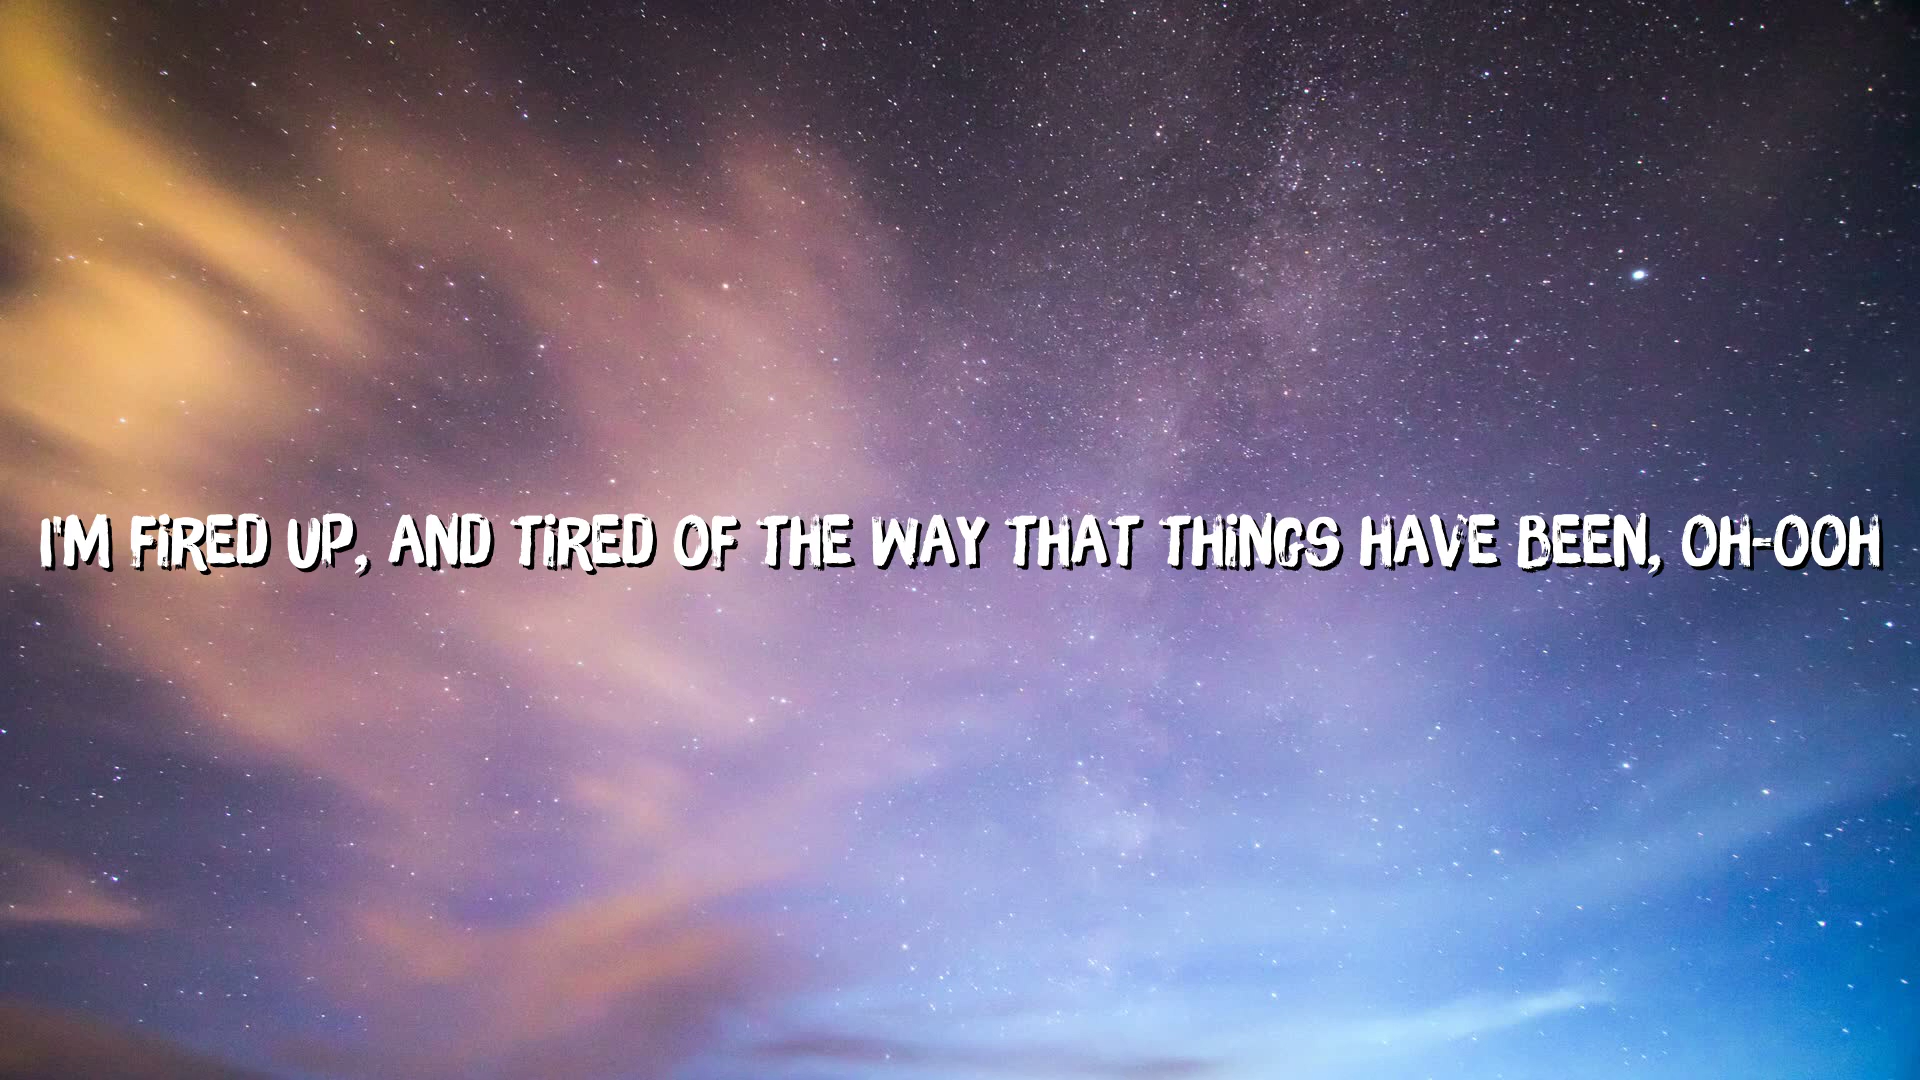 I'M FIRED UP, AND TIRED OF THE WAY THAT THINGS HAVE BEEN, OH-OOH